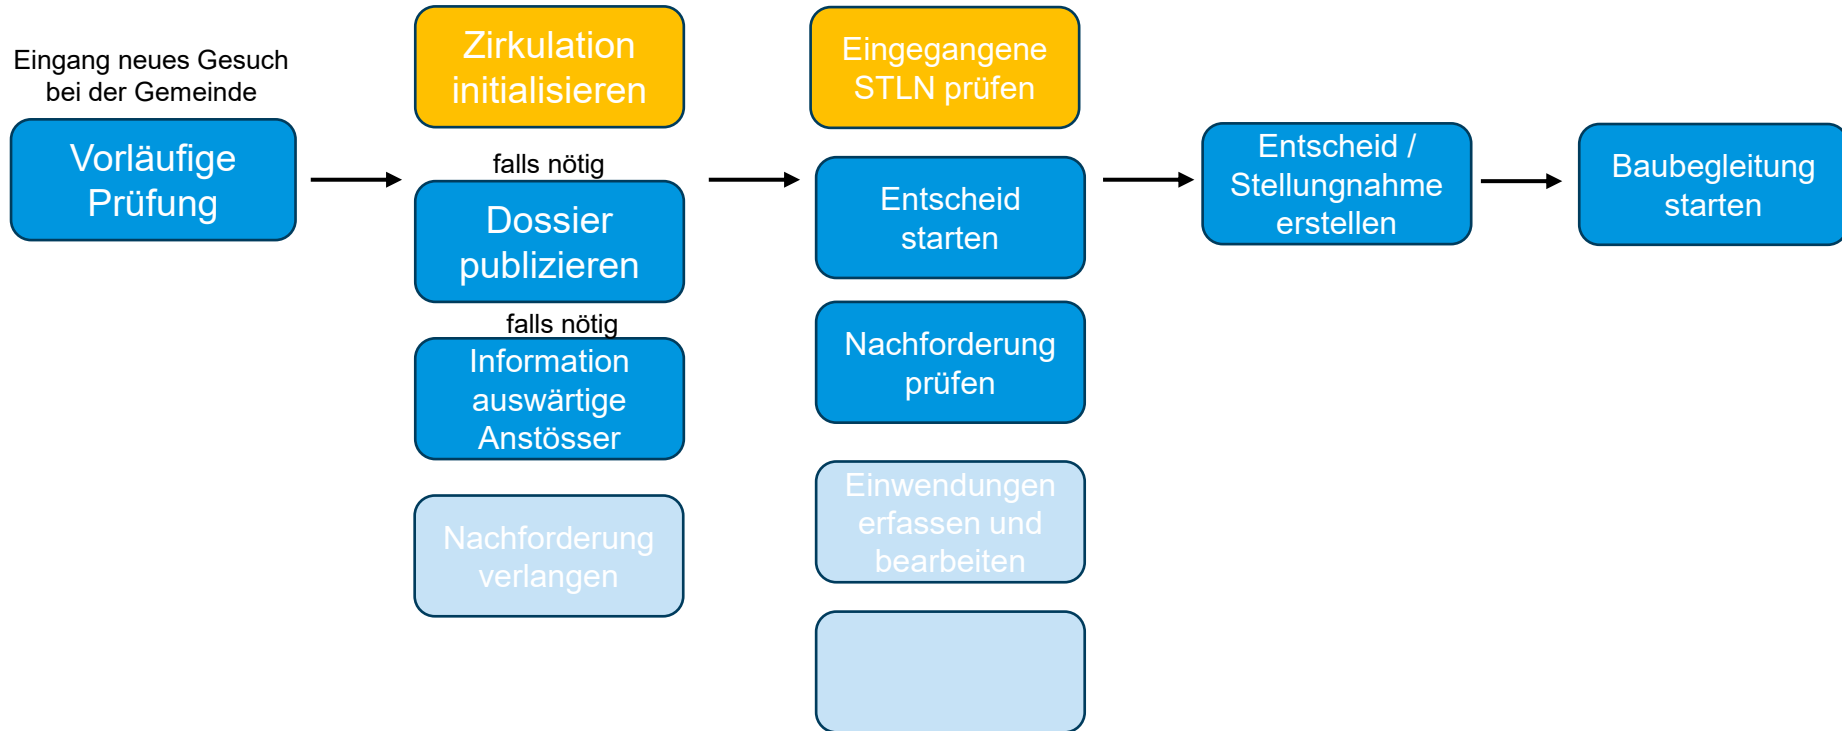 Eingang neues Gesuch
bei der Gemeinde
Vorläufige
Prüfung
Zirkulation
initialisieren
falls nötig
Dossier
publizieren
falls nötig
Information
auswärtige
Anstösser
Nachforderung
verlangen
Eingegangene
STLN prüfen
Entscheid
starten
Nachforderung
prüfen
Einwendungen
erfassen und
bearbeiten
Entscheid /
Stellungnahme
erstellen
Baubegleitung
starten